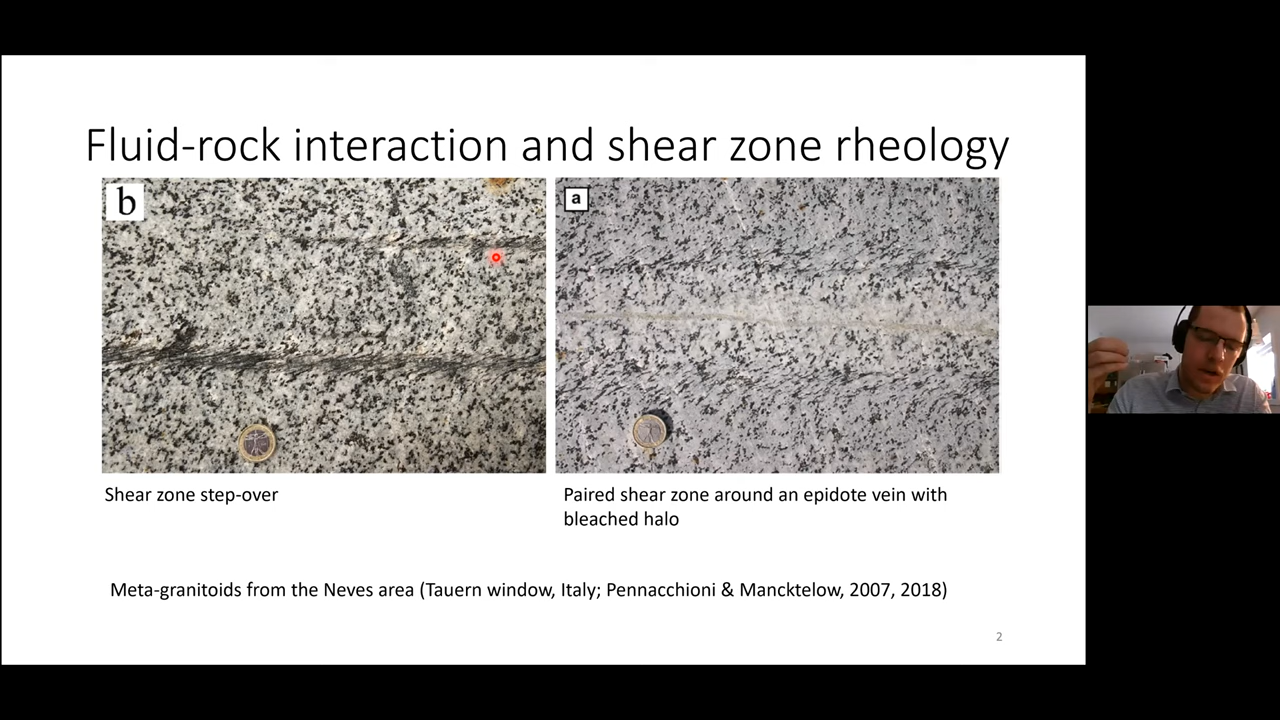 Fluid-rock interaction and shear zone rheology
b
a
Shear zone step-over
Paired shear zone around an epidote vein with
bleached halo
Meta-granitoids from the Neves area (Tauern window, Italy; Pennacchioni & Mancktelow, 2007, 2018)
2